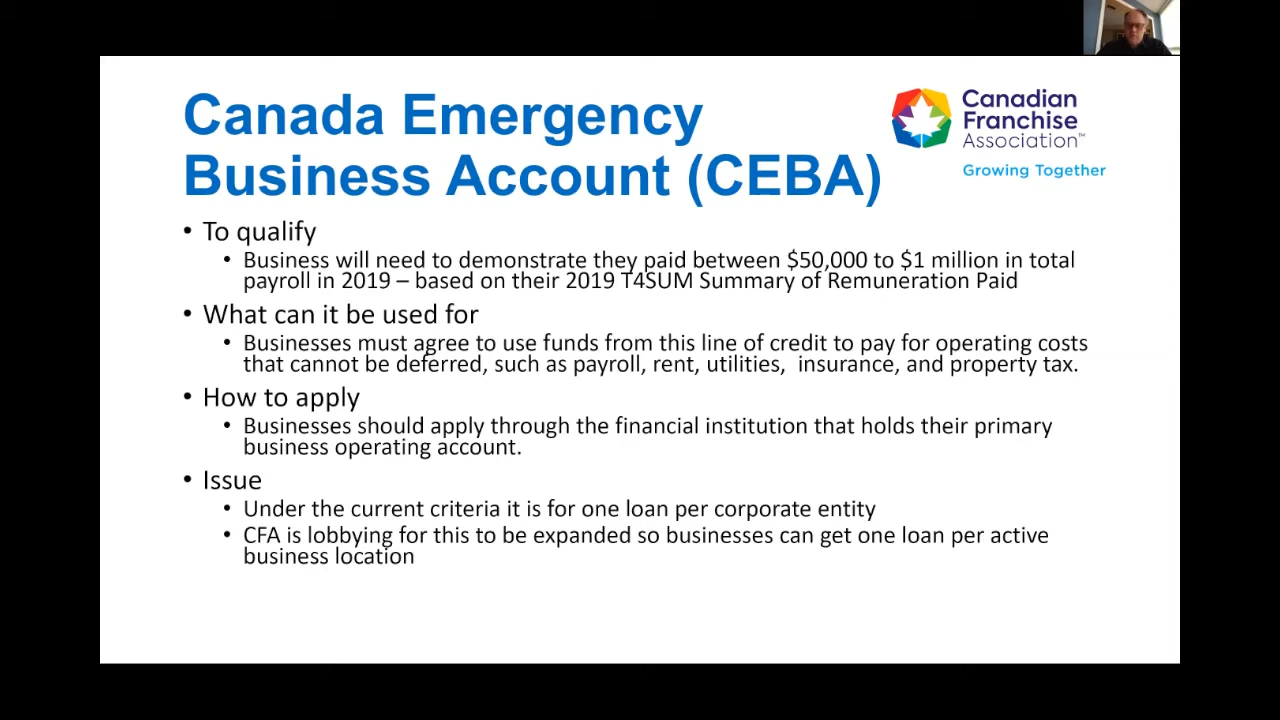 Canada Emergency
Business Account (CEBA)
Canadian
Franchise
Association™
Growing Together
• To qualify
• Business will need to demonstrate they paid between $50,000 to $1 million in total
payroll in 2019 – based on their 2019 T4SUM Summary of Remuneration Paid
• What can it be used for
• Businesses must agree to use funds from this line of credit to pay for operating costs
that cannot be deferred, such as payroll, rent, utilities,  insurance, and property tax.
• How to apply
• Businesses should apply through the financial institution that holds their primary
business operating account.
• Issue
• Under the current criteria it is for one loan per corporate entity
• CFA is lobbying for this to be expanded so businesses can get one loan per active
business location